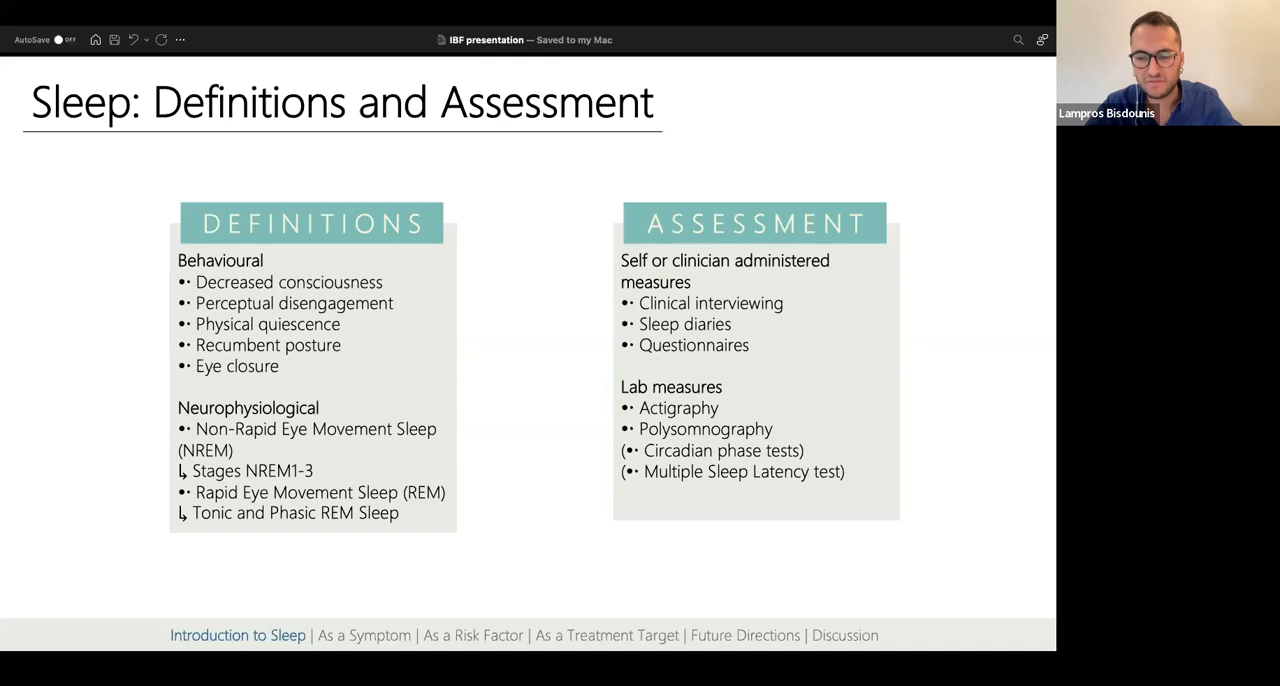 AutoSave OFF
IBF presentation — Saved to my Mac
Sleep: Definitions and Assessment
DEFINITIONS
Behavioural
•· Decreased consciousness
•· Perceptual disengagement
•· Physical quiescence
•· Recumbent posture
•· Eye closure
Neurophysiological
•· Non-Rapid Eye Movement Sleep
(NREM)
↳ Stages NREM1-3
•· Rapid Eye Movement Sleep (REM)
↳ Tonic and Phasic REM Sleep
ASSESSMENT
Self or clinician administered
measures
•· Clinical interviewing
•· Sleep diaries
•· Questionnaires
Lab measures
•· Actigraphy
•· Polysomnography
(•· Circadian phase tests)
(•· Multiple Sleep Latency test)
Introduction to Sleep | As a Symptom | As a Risk Factor | As a Treatment Target | Future Directions | Discussion
Lampros Bisdounis